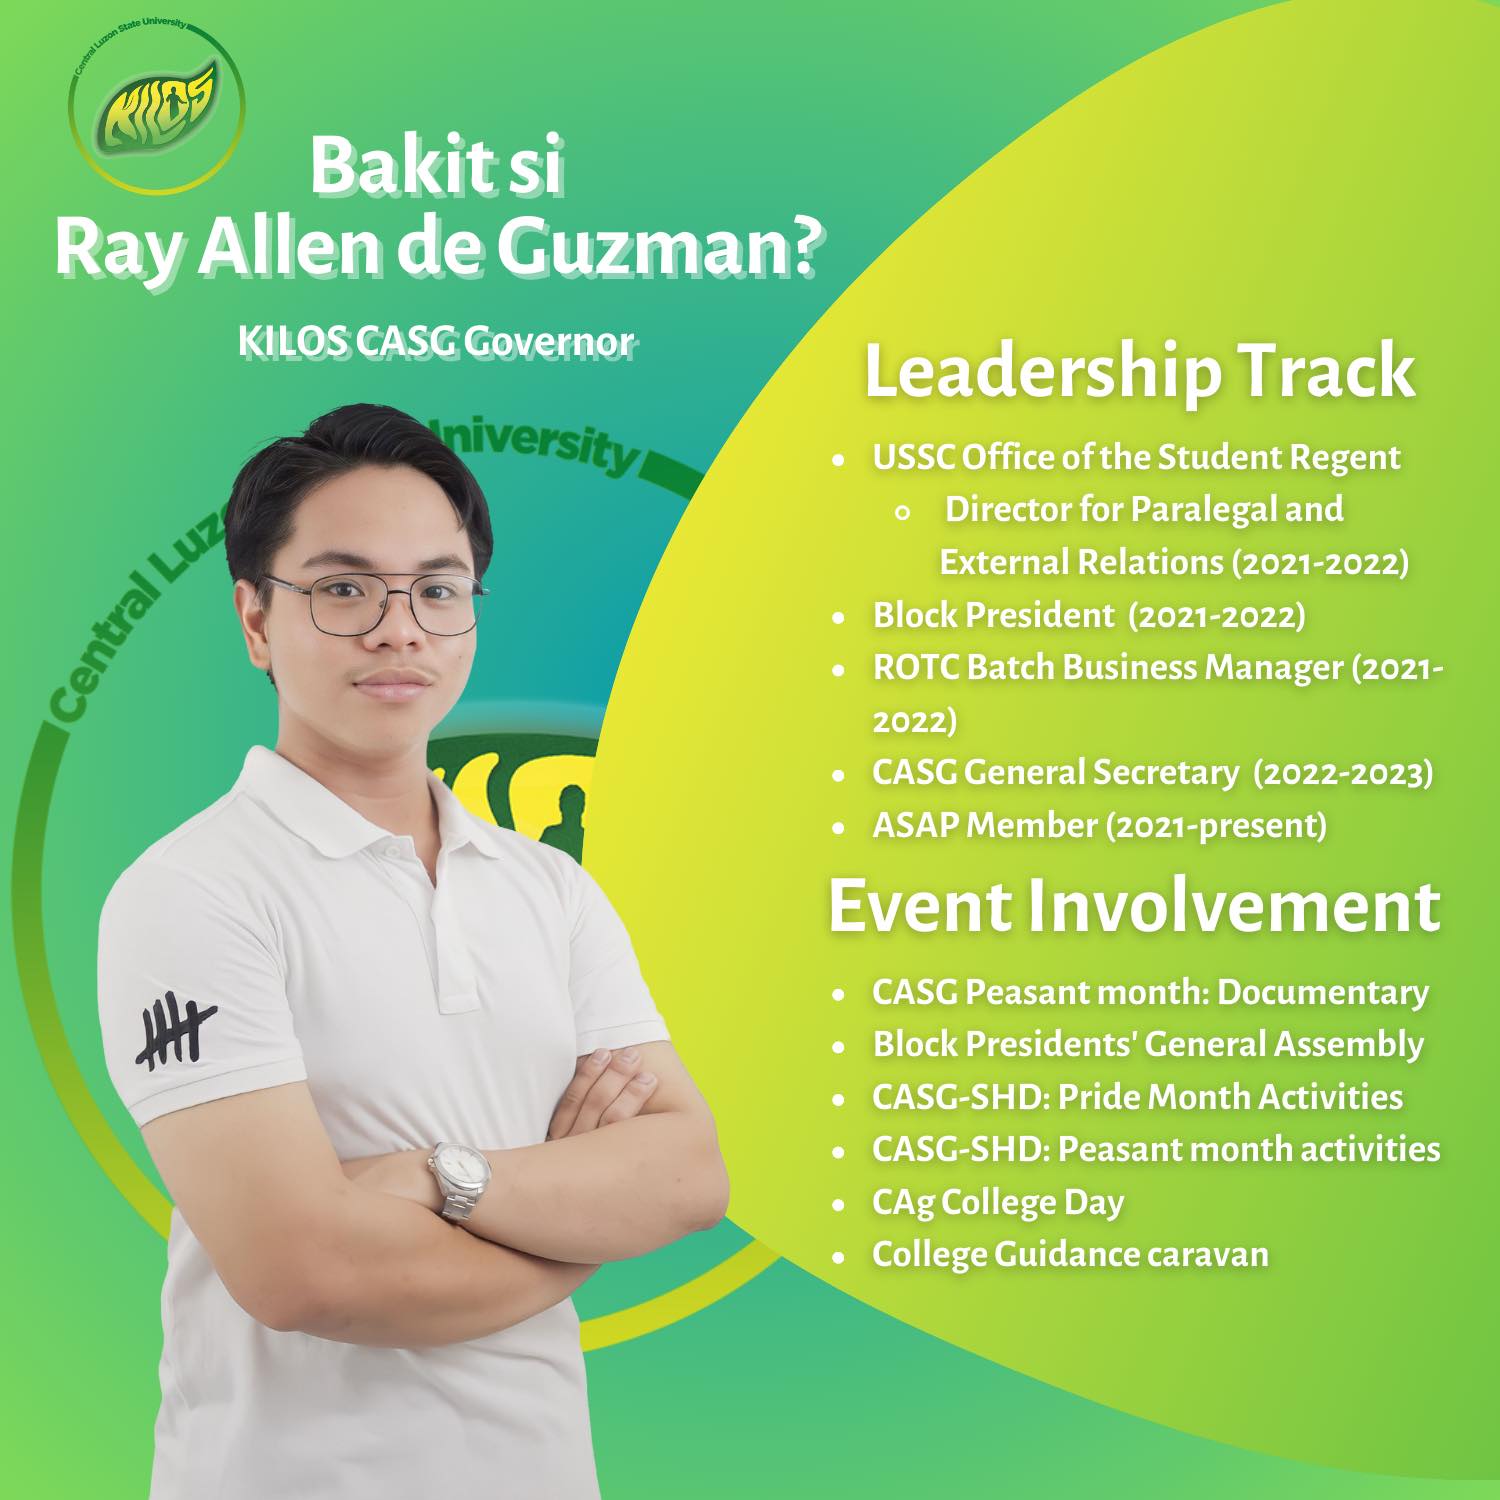 Central Luzon State University
KILOS
Bakit si
Ray Allen de Guzman?
KILOS CASG Governor
Central Luz
University
Leadership Track
• USSC Office of the Student Regent
◦ Director for Paralegal and
External Relations (2021-2022)
• Block President (2021-2022)
• ROTC Batch Business Manager (2021-
2022)
• CASG General Secretary (2022-2023)
• ASAP Member (2021-present)
Event Involvement
• CASG Peasant month: Documentary
• Block Presidents' General Assembly
• CASG-SHD: Pride Month Activities
• CASG-SHD: Peasant month activities
• CAg College Day
• College Guidance caravan